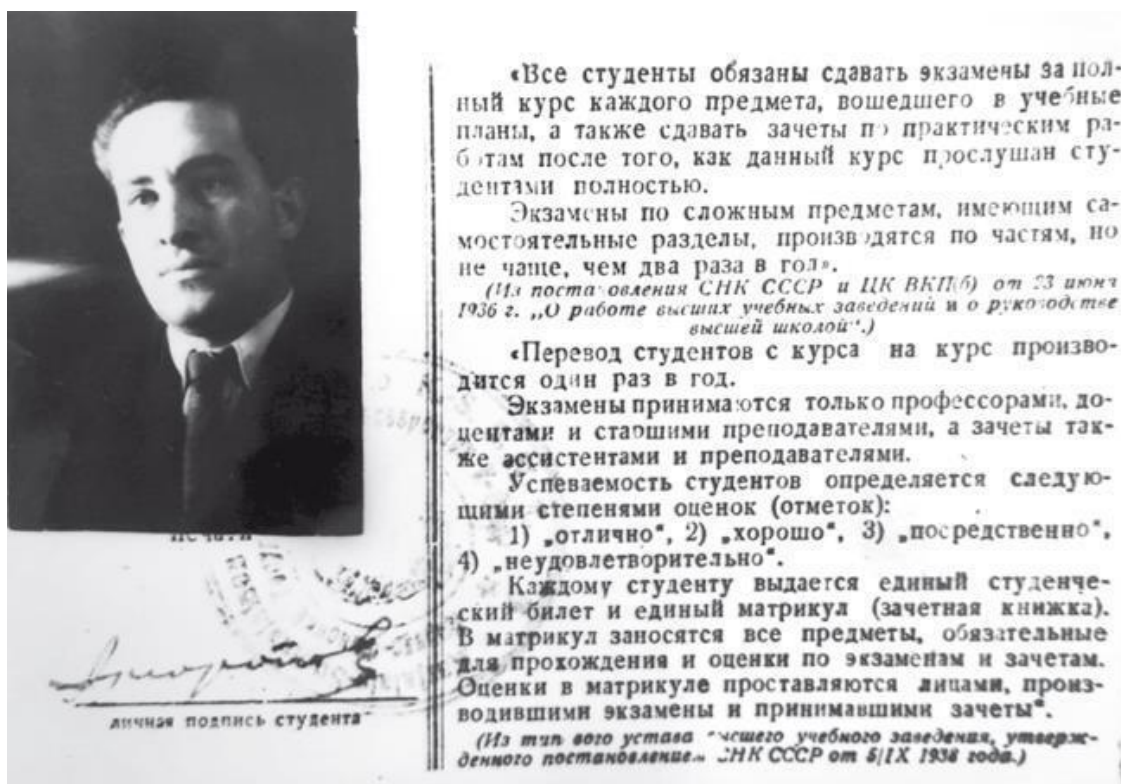 «Все студенты обязаны сдавать экзамены за пол-
ный курс каждого предмета, вошедшего в учебные
планы, а также сдавать зачеты по практическим ра-
ботам после того, как данный курс прослушан сту-
дентами полностью.
Экзамены по сложным предметам, имеющим са-
мостоятельные разделы, производятся по частям, но
не чаще, чем два раза в год».
(Из постановления СНК СССР и ЦК ВКП(б) от 23 июня
1936 г. „О работе высших учебных заведений и о руководстве
высшей школой“.)
«Перевод студентов с курса на курс произво-
дится один раз в год.
Экзамены принимаются только профессорами, до-
центами и старшими преподавателями, а зачеты так-
же ассистентами и преподавателями.
Успеваемость студентов определяется следую-
щими степенями оценок (отметок):
1) „отлично“, 2) „хорошо“, 3) „посредственно“,
4) „неудовлетворительно“.
Каждому студенту выдается единый студенче-
ский билет и единый матрикул (зачетная книжка).
В матрикул заносятся все предметы, обязательные
для прохождения и оценки по экзаменам и зачетам.
Оценки в матрикуле проставляются лицами, произ-
водившими экзамены и принимавшими зачеты“.
(Из типового устава высшего учебного заведения, утверж-
денного постановлением СНК СССР от 5/IX 1938 года.)
печати
личная подпись студента